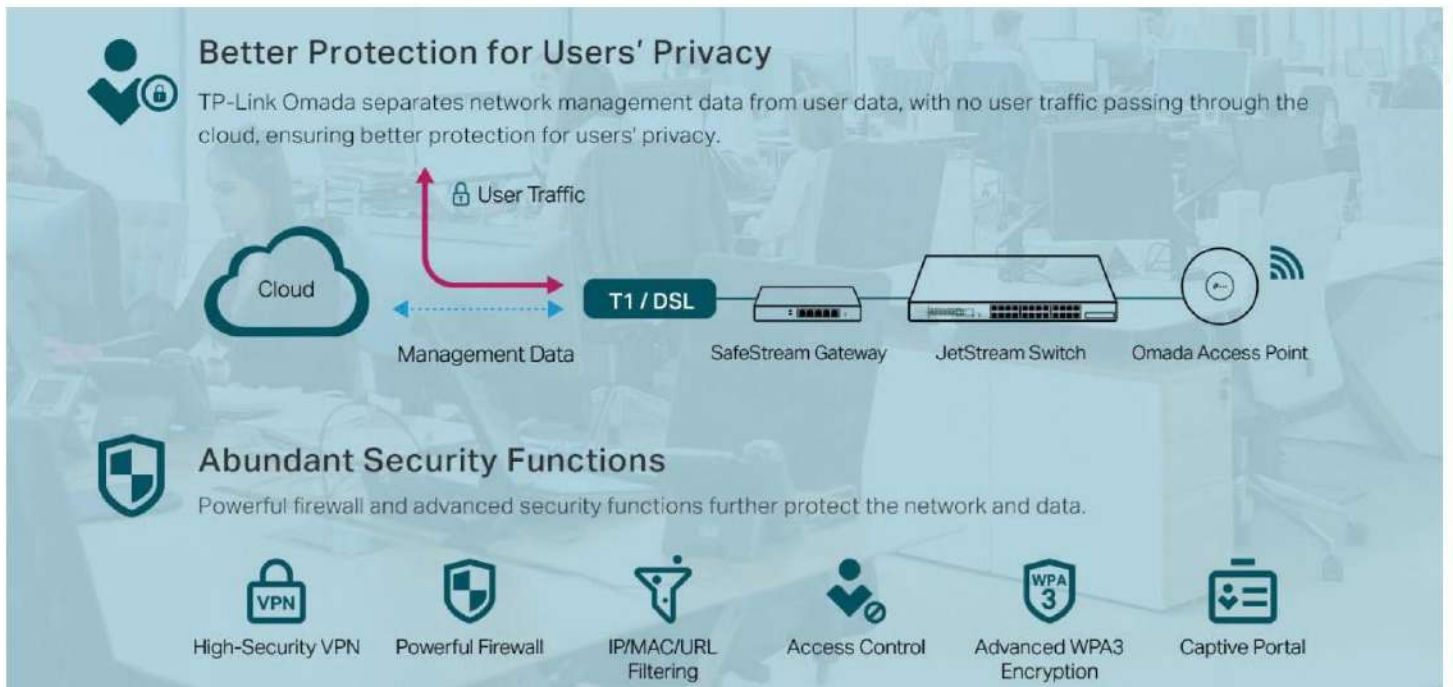 Better Protection for Users' Privacy
TP-Link Omada separates network management data from user data, with no user traffic passing through the
cloud, ensuring better protection for users' privacy.
User Traffic
Cloud
T1 / DSL
Management Data
SafeStream Gateway
JetStream Switch
Omada Access Point
Abundant Security Functions
Powerful firewall and advanced security functions further protect the network and data.
VPN
WPA
3
High-Security VPN
Powerful Firewall
IP/MAC/URL
Filtering
Access Control
Advanced WPA3
Encryption
Captive Portal